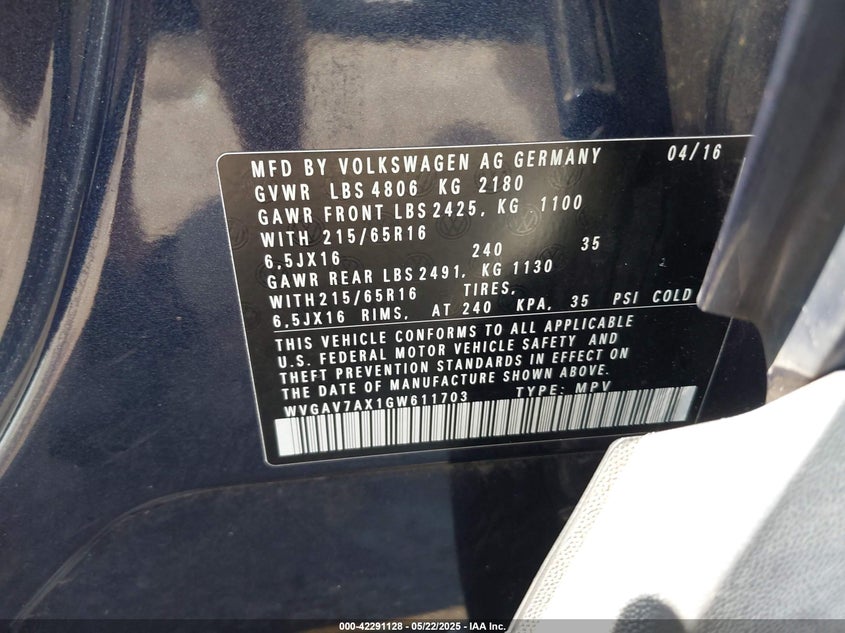 MFD BY VOLKSWAGEN AG GERMANY 04/16
GVWR LBS 4806 KG 2180
GAWR FRONT LBS 2425, KG 1100
WITH 215/65R16
6,5JX16 240 35
GAWR REAR LBS 2491, KG 1130
WITH215/65R16 TIRES,
6,5JX16 RIMS, AT 240 KPA, 35 PSI COLD
THIS VEHICLE CONFORMS TO ALL APPLICABLE
U.S. FEDERAL MOTOR VEHICLE SAFETY AND
THEFT PREVENTION STANDARDS IN EFFECT ON
THE DATE OF MANUFACTURE SHOWN ABOVE.
WVGAV7AX1GW611703 TYPE: MPV
000-42291128 - 05/22/2025 - IAA Inc.